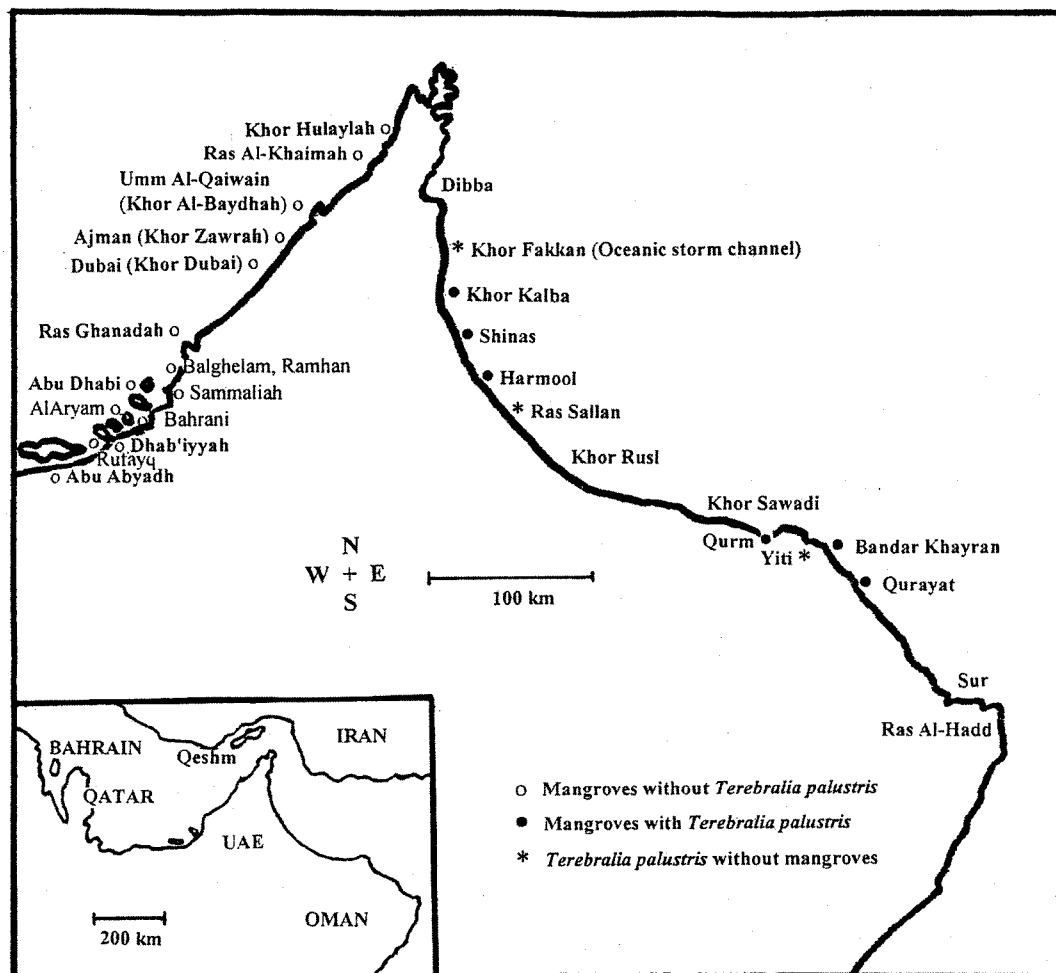 Khor Hulaylah
Ras Al-Khaimah
Umm Al-Qaiwain
(Khor Al-Baydhah)
Ajman (Khor Zawrah)
Dubai (Khor Dubai)
Ras Ghanadah
Balghelam, Ramhan
Abu Dhabi
Sammaliah
AlAryam
Bahrani
Dhab'iyyah
Rufayq
Abu Abyadh
Dibba
* Khor Fakkan (Oceanic storm channel)
Khor Kalba
Shinas
Harmool
* Ras Sallan
Khor Rusl
Khor Sawadi
Qurm
Yiti *
Bandar Khayran
Qurayat
Sur
Ras Al-Hadd
N
W + E
S
100 km
BAHRAIN
Qeshm
IRAN
QATAR
UAE
OMAN
200 km
○ Mangroves without Terebralia palustris
● Mangroves with Terebralia palustris
* Terebralia palustris without mangroves